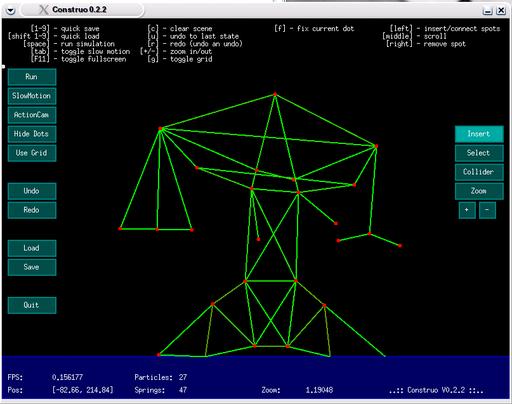 Construo 0.2.2
[1-9] - quick save [c] - clear scene [f] - fix current dot [left] - insert/connect spots
[shift 1-9] - quick load [u] - undo to last state [middle] - scroll
[space] - run simulation [r] - redo (undo an undo) [right] - remove spot
[tab] - toggle slow motion [+/-] - zoom in/out
[F11] - toggle fullscreen [g] - toggle grid
Run
SlowMotion
ActionCam
Hide Dots
Use Grid
Undo
Redo
Load
Save
Quit
Insert
Select
Collider
Zoom
+ -
FPS: 0.156177 Particles: 27
Pos: [-82.66, 214.84] Springs: 47 Zoom: 1.19048 ..:: Construo V0.2.2 ::..